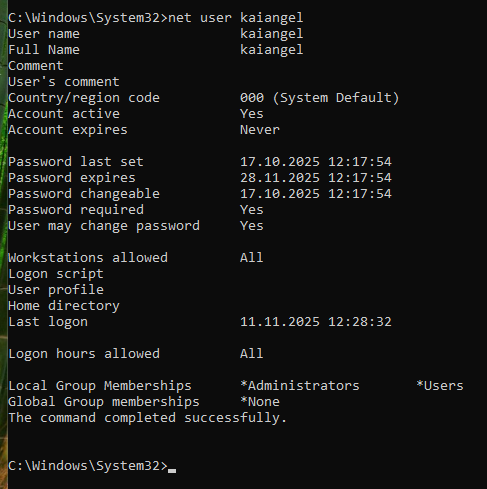 C:\Windows\System32>net user kaiangel
User name                    kaiangel
Full Name                    kaiangel
Comment
User's comment
Country/region code          000 (System Default)
Account active               Yes
Account expires              Never
Password last set            17.10.2025 12:17:54
Password expires             28.11.2025 12:17:54
Password changeable          17.10.2025 12:17:54
Password required            Yes
User may change password     Yes
Workstations allowed         All
Logon script
User profile
Home directory
Last logon                   11.11.2025 12:28:32
Logon hours allowed          All
Local Group Memberships      *Administrators       *Users
Global Group memberships     *None
The command completed successfully.
C:\Windows\System32>